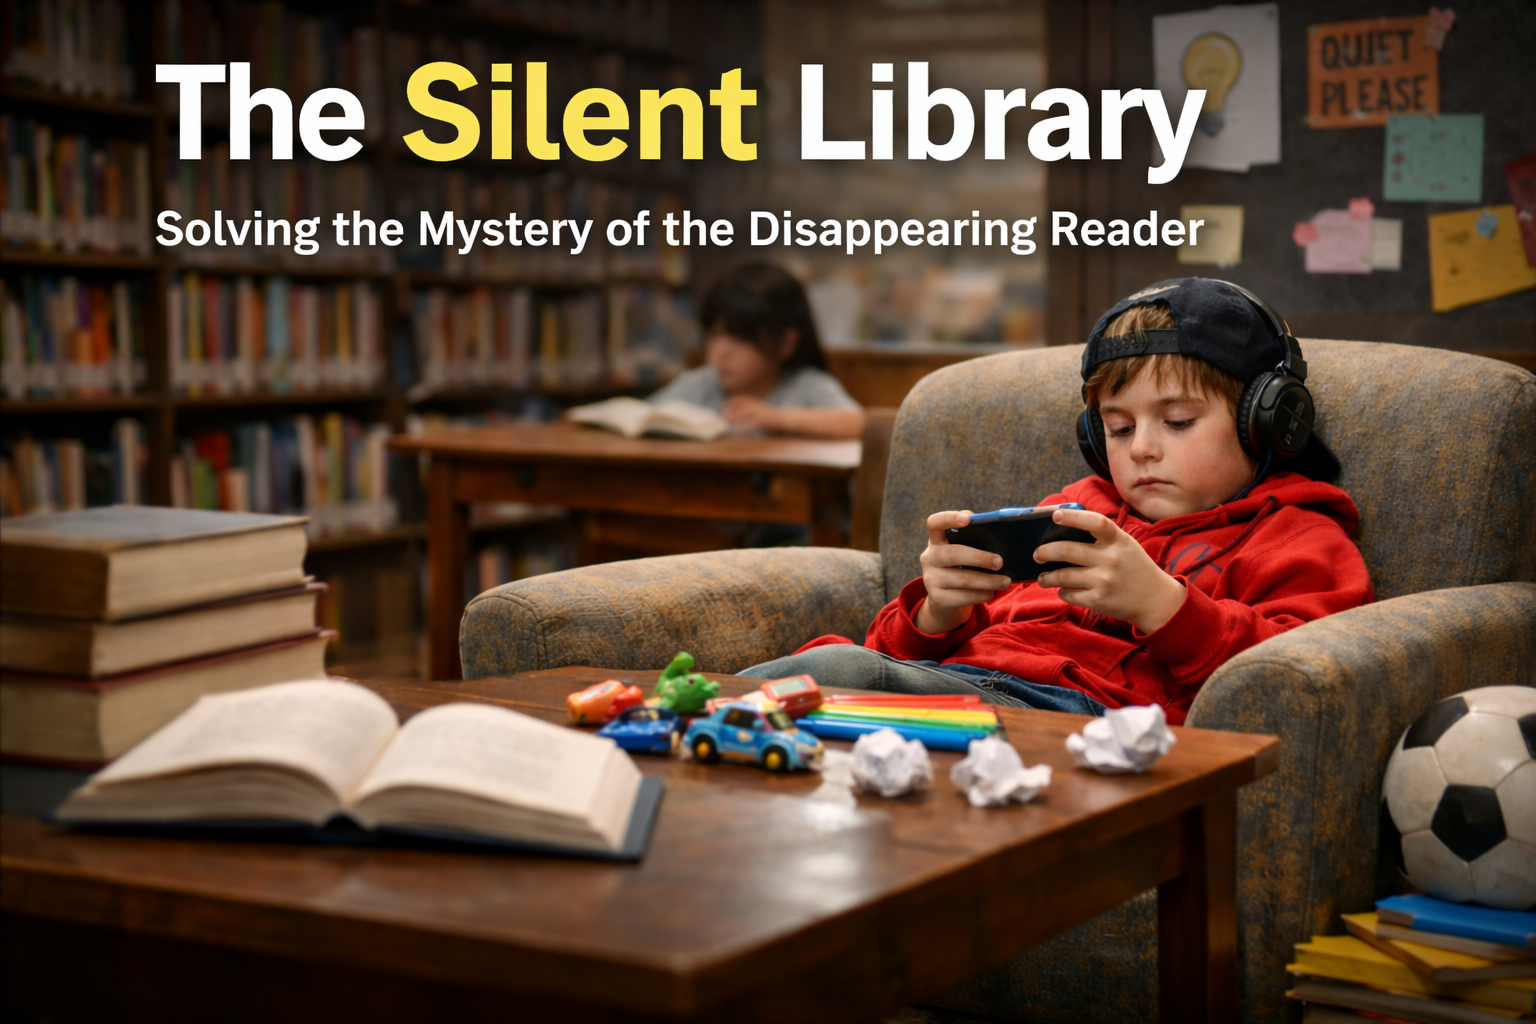 The Silent Library
Solving the Mystery of the Disappearing Reader
QUIET
PLEASE